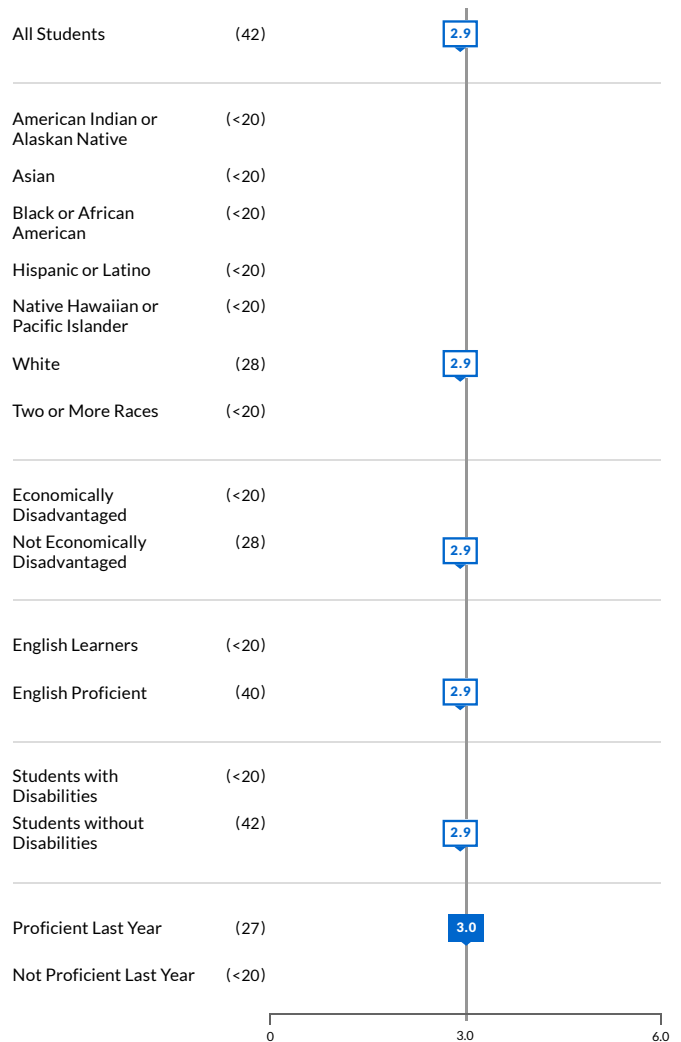 All Students (42) 2.9
American Indian or (<20)
Alaskan Native
Asian (<20)
Black or African (<20)
American
Hispanic or Latino (<20)
Native Hawaiian or (<20)
Pacific Islander
White (28) 2.9
Two or More Races (<20)
Economically (<20)
Disadvantaged
Not Economically (28) 2.9
Disadvantaged
English Learners (<20)
English Proficient (40) 2.9
Students with (<20)
Disabilities
Students without (42) 2.9
Disabilities
Proficient Last Year (27) 3.0
Not Proficient Last Year (<20)
0 3.0 6.0